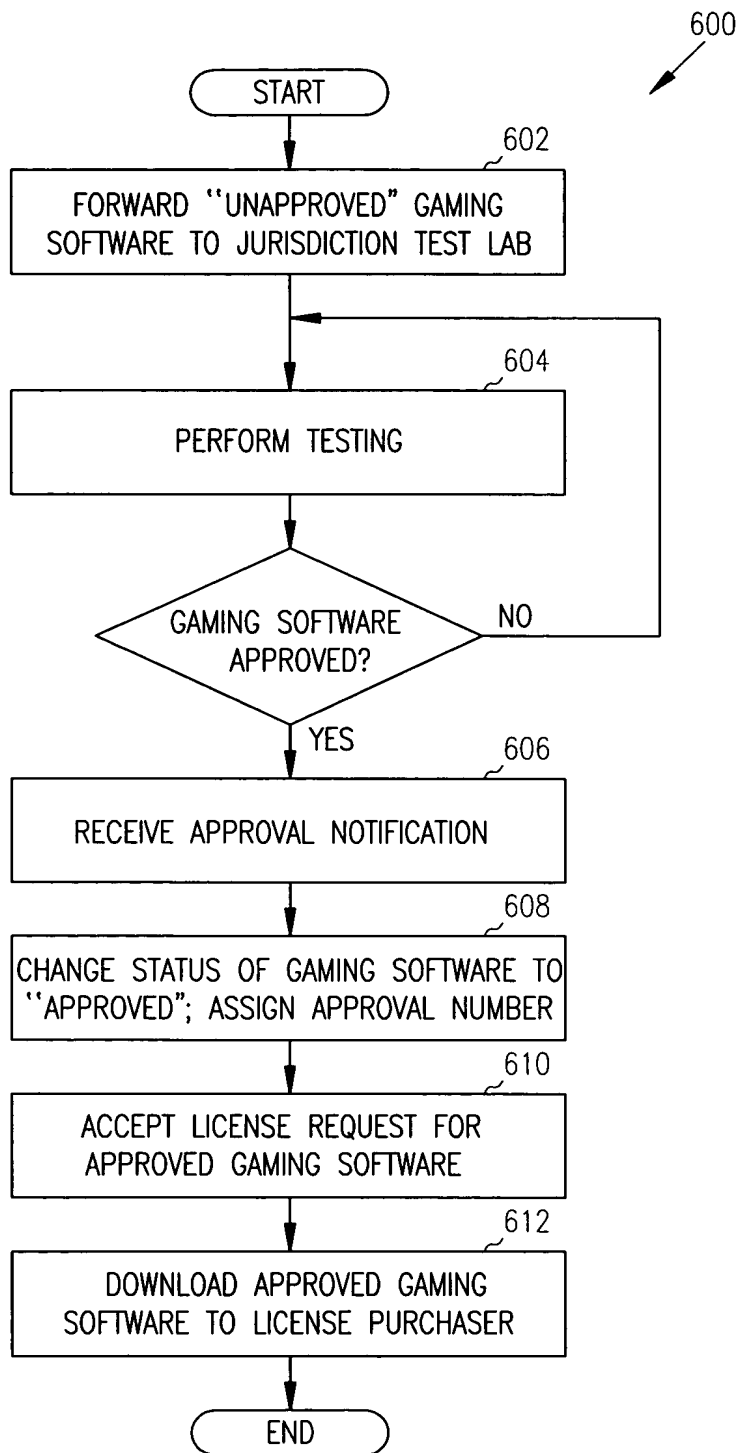 600
START
602
FORWARD ‘‘UNAPPROVED” GAMING
SOFTWARE TO JURISDICTION TEST LAB
604
PERFORM TESTING
GAMING SOFTWARE
APPROVED?
NO
YES
606
RECEIVE APPROVAL NOTIFICATION
608
CHANGE STATUS OF GAMING SOFTWARE TO
‘‘APPROVED”; ASSIGN APPROVAL NUMBER
610
ACCEPT LICENSE REQUEST FOR
APPROVED GAMING SOFTWARE
612
DOWNLOAD APPROVED GAMING
SOFTWARE TO LICENSE PURCHASER
END